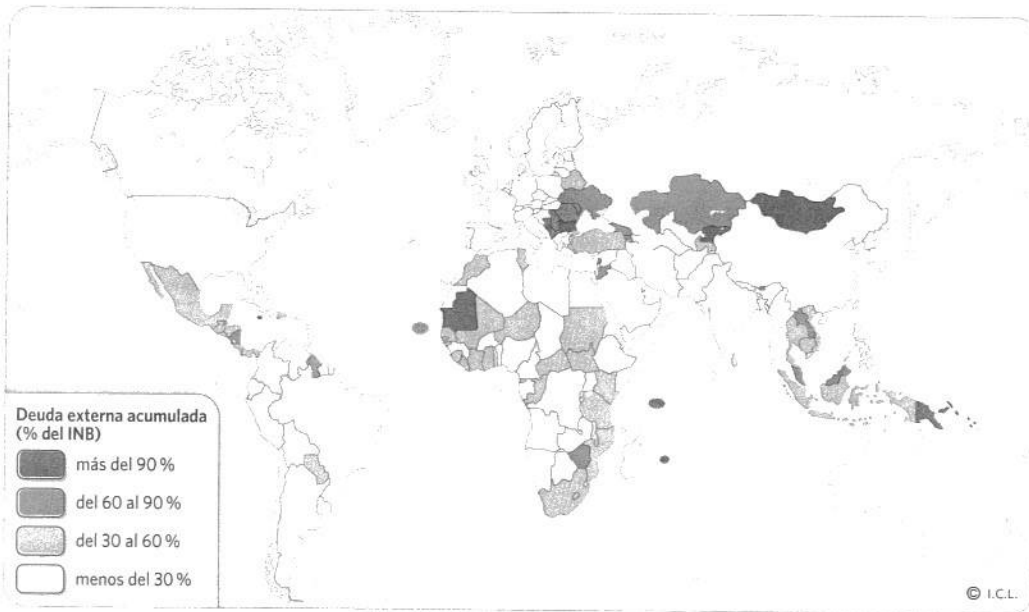 Deuda externa acumulada
(% del INB)
más del 90 %
del 60 al 90 %
del 30 al 60 %
menos del 30 %
© I.C.L.